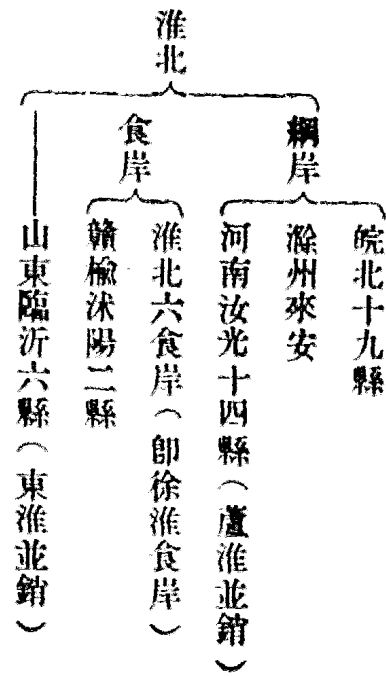 淮北
綱岸
皖北十九縣
滁州來安
河南汝光十四縣（蘆淮並銷）
食岸
淮北六食岸（卽徐淮食岸）
贛榆沭陽二縣
山東臨沂六縣（東淮並銷）